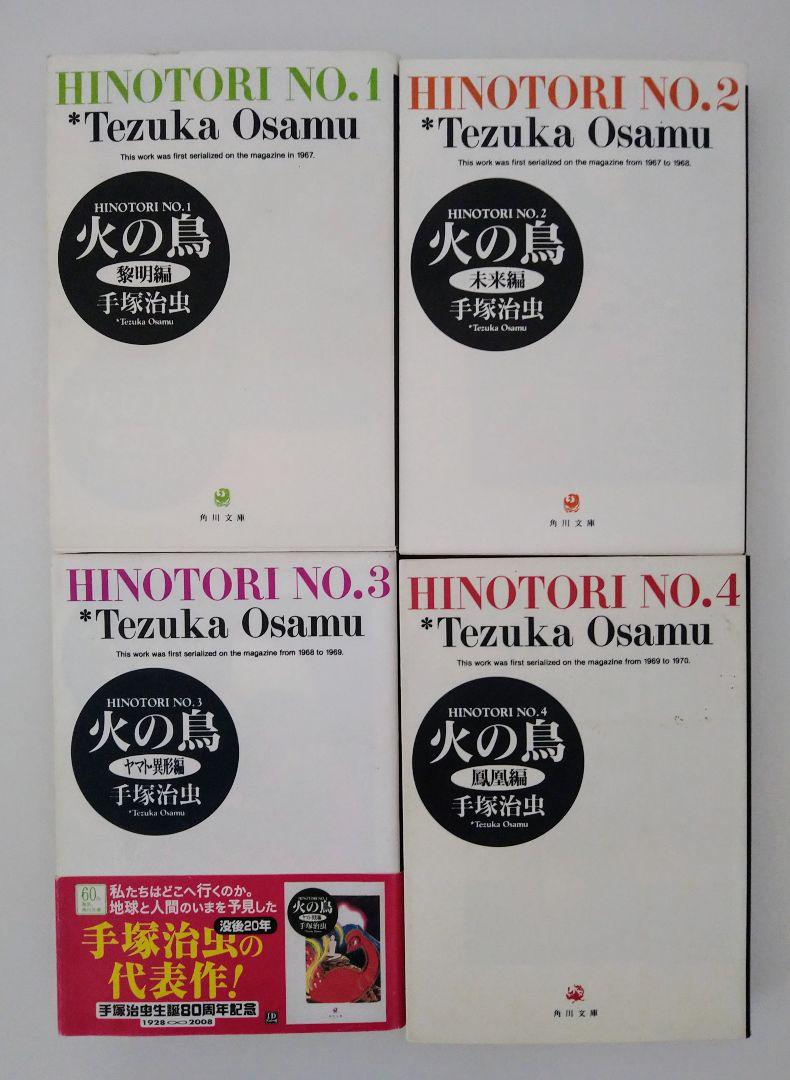 HINOTORI NO.1
*Tezuka Osamu
This work was first serialized on the magazine in 1967.
HINOTORI NO.1
火の鳥
黎明編
手塚治虫
*Tezuka Osamu
角川文庫
HINOTORI NO.2
*Tezuka Osamu
This work was first serialized on the magazine from 1967 to 1968.
HINOTORI NO.2
火の鳥
未来編
手塚治虫
*Tezuka Osamu
角川文庫
HINOTORI NO.3
*Tezuka Osamu
This work was first serialized on the magazine from 1968 to 1969.
HINOTORI NO.3
火の鳥
ヤマト・異形編
手塚治虫
*Tezuka Osamu
60
私たちはどこへ行くのか。
地球と人間のいまを予見した
没後20年
手塚治虫の
代表作!
手塚治虫生誕80周年記念
1928∞2008
火の鳥
手塚治虫
HINOTORI NO.4
*Tezuka Osamu
This work was first serialized on the magazine from 1969 to 1970.
HINOTORI NO.4
火の鳥
鳳凰編
手塚治虫
*Tezuka Osamu
角川文庫